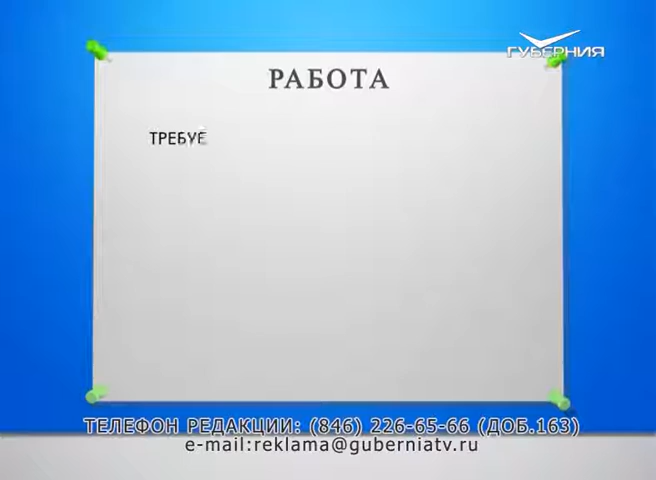 ГУБЕРНИЯ
РАБОТА
ТРЕБУЕ
ТЕЛЕФОН РЕДАКЦИИ: (846) 226-65-66 (ДОБ.163)
e-mail:reklama@guberniatv.ru